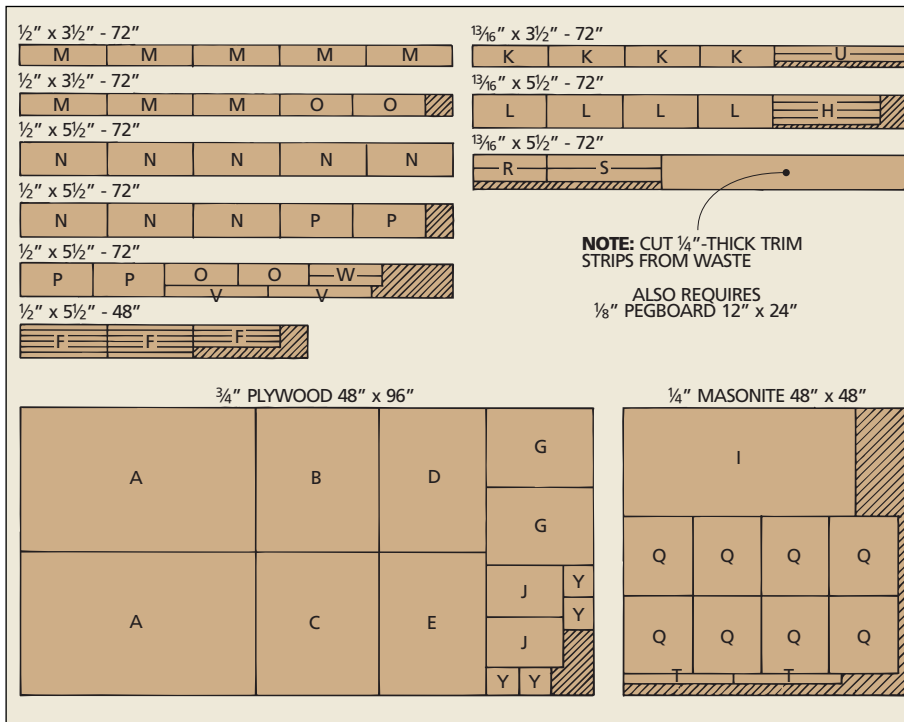 ½" x 3½" - 72"
M M M M M
½" x 3½" - 72"
M M M O O
½" x 5½" - 72"
N N N N N
½" x 5½" - 72"
N N N P P
½" x 5½" - 72"
P P O O W
V V
½" x 5½" - 48"
F F F
13⁄16" x 3½" - 72"
K K K K U
13⁄16" x 5½" - 72"
L L L L H
13⁄16" x 5½" - 72"
R S
NOTE: CUT ¼"-THICK TRIM
STRIPS FROM WASTE
ALSO REQUIRES
⅛" PEGBOARD 12" x 24"
¾" PLYWOOD 48" x 96"
A B D G
G
A C E J Y
Y
J
Y Y
¼" MASONITE 48" x 48"
I
Q Q Q Q
Q Q Q Q
T T